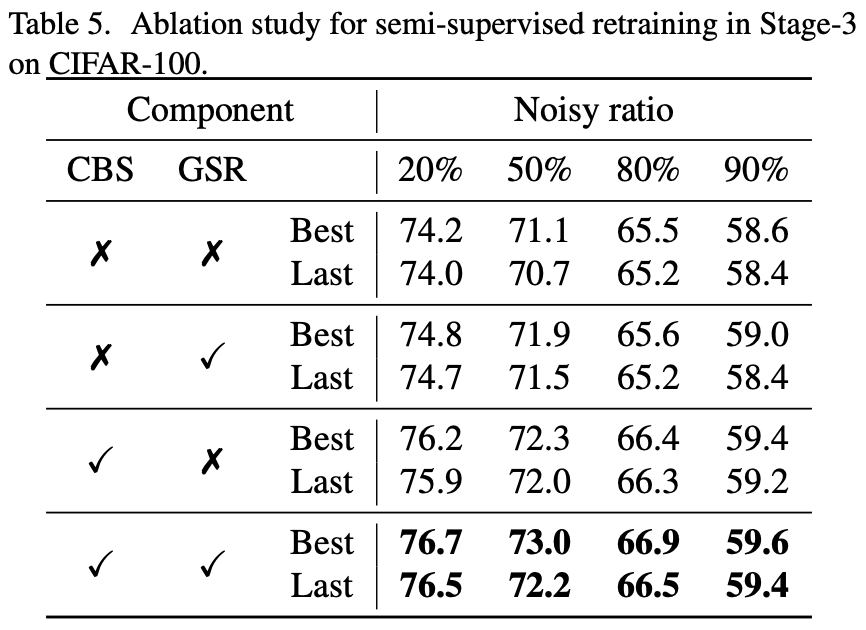 Table 5. Ablation study for semi-supervised retraining in Stage-3
on CIFAR-100.
Component Noisy ratio
CBS GSR 20% 50% 80% 90%
✗ ✗ Best 74.2 71.1 65.5 58.6
Last 74.0 70.7 65.2 58.4
✗ ✓ Best 74.8 71.9 65.6 59.0
Last 74.7 71.5 65.2 58.4
✓ ✗ Best 76.2 72.3 66.4 59.4
Last 75.9 72.0 66.3 59.2
✓ ✓ Best 76.7 73.0 66.9 59.6
Last 76.5 72.2 66.5 59.4